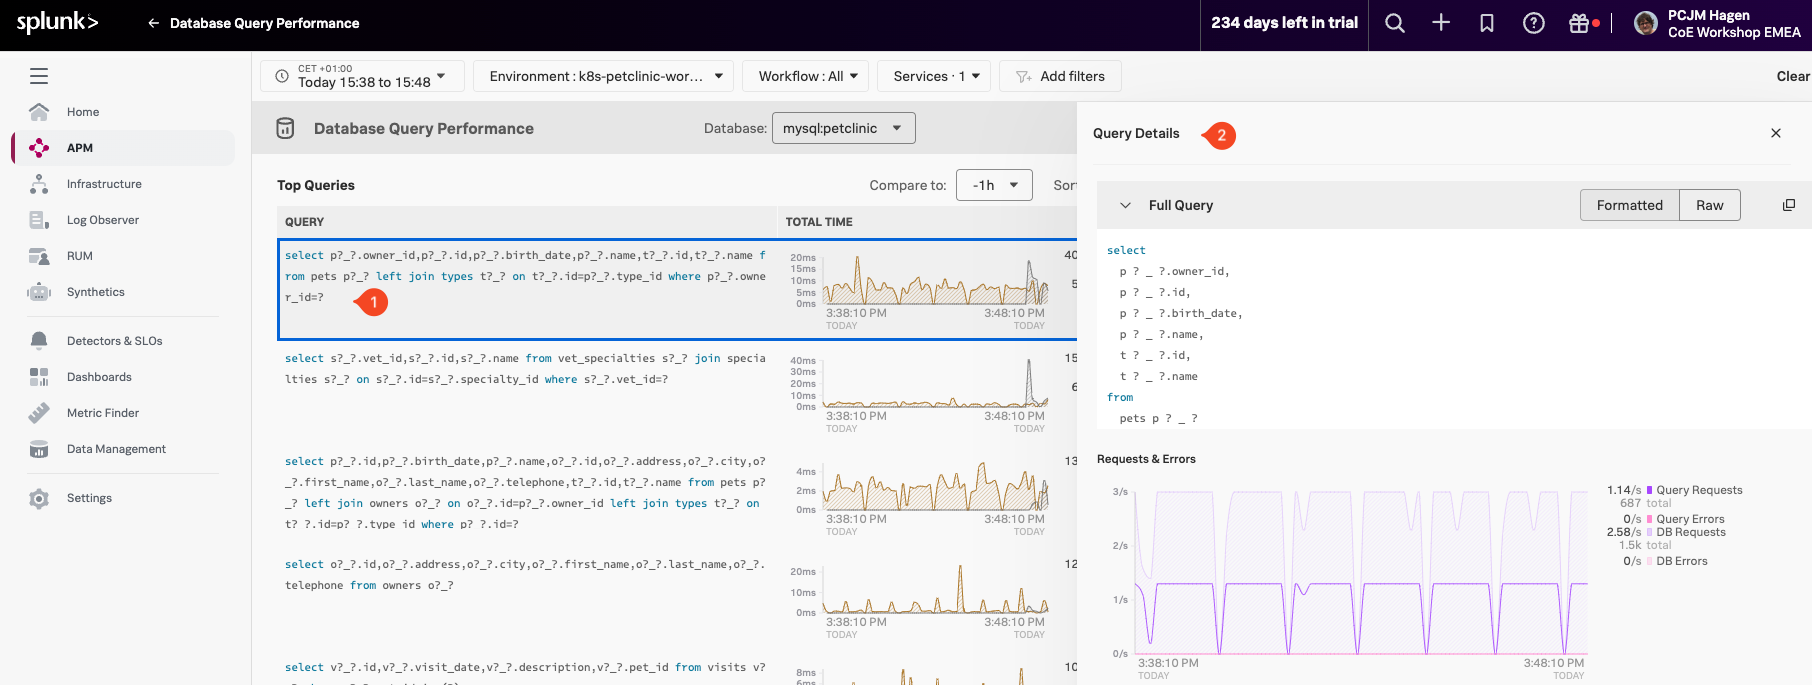 splunk>
← Database Query Performance
234 days left in trial
PCJM Hagen
CoE Workshop EMEA
Home
APM
Infrastructure
Log Observer
RUM
Synthetics
Detectors & SLOs
Dashboards
Metric Finder
Data Management
Settings
CET +01:00
Today 15:38 to 15:48
Environment : k8s-petclinic-wor...
Workflow : All
Services · 1
Add filters
Clear
Database Query Performance
Database:
mysql:petclinic
Top Queries
Compare to:
-1h
QUERY
TOTAL TIME
select p?_?.owner_id,p?_?.id,p?_?.birth_date,p?_?.name,t?_?.id,t?_?.name f
rom pets p?_? left join types t?_? on t?_?.id=p?_?.type_id where p?_?.owne
r_id=?
1
20ms
15ms
10ms
5ms
0ms
3:38:10 PM
TODAY
3:48:10 PM
TODAY
select s?_?.vet_id,s?_?.id,s?_?.name from vet_specialties s?_? join specia
lties s?_? on s?_?.id=s?_?.specialty_id where s?_?.vet_id=?
40ms
30ms
20ms
10ms
0ms
3:38:10 PM
TODAY
3:48:10 PM
TODAY
select p?_?.id,p?_?.birth_date,p?_?.name,o?_?.id,o?_?.address,o?_?.city,o?
_?.first_name,o?_?.last_name,o?_?.telephone,t?_?.id,t?_?.name from pets p?
_? left join owners o?_? on o?_?.id=p?_?.owner_id left join types t?_? on
t?_?.id=p?_?.type_id where p?_?.id=?
4ms
2ms
0ms
3:38:10 PM
TODAY
3:48:10 PM
TODAY
select o?_?.id,o?_?.address,o?_?.city,o?_?.first_name,o?_?.last_name,o?_?.
telephone from owners o?_?
20ms
10ms
0ms
3:38:10 PM
TODAY
3:48:10 PM
TODAY
select v?_?.id,v?_?.visit_date,v?_?.description,v?_?.pet_id from visits v?
8ms
6ms
Query Details
2
Full Query
Formatted
Raw
select
p ? _ ?.owner_id,
p ? _ ?.id,
p ? _ ?.birth_date,
p ? _ ?.name,
t ? _ ?.id,
t ? _ ?.name
from
pets p ? _ ?
Requests & Errors
3/s
2/s
1/s
0/s
3:38:10 PM
TODAY
3:48:10 PM
TODAY
1.14/s Query Requests
687 total
0/s Query Errors
2.58/s DB Requests
1.5k total
0/s DB Errors